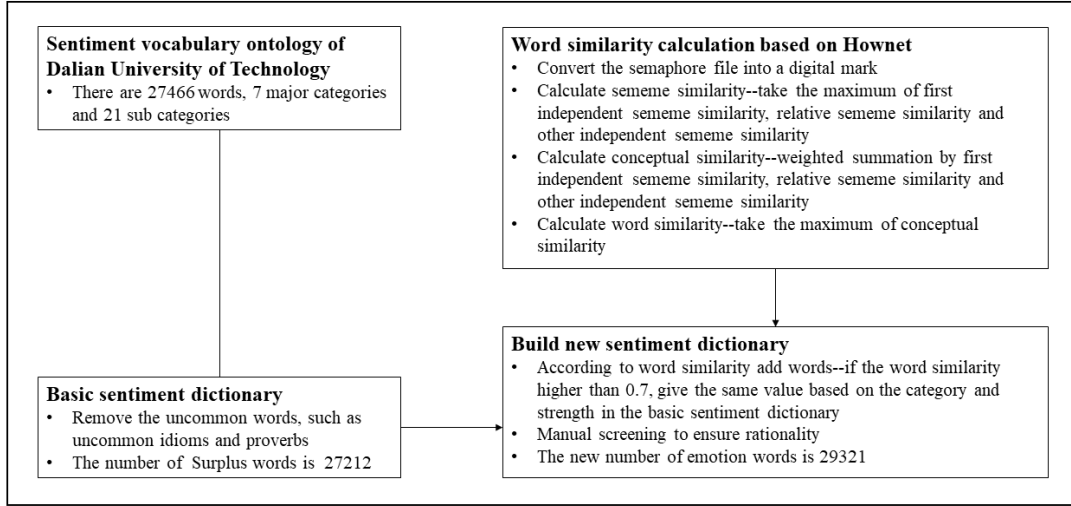 Sentiment vocabulary ontology of
Dalian University of Technology
• There are 27466 words, 7 major categories
and 21 sub categories
Word similarity calculation based on Hownet
• Convert the semaphore file into a digital mark
• Calculate sememe similarity--take the maximum of first
independent sememe similarity, relative sememe similarity and
other independent sememe similarity
• Calculate conceptual similarity--weighted summation by first
independent sememe similarity, relative sememe similarity and
other independent sememe similarity
• Calculate word similarity--take the maximum of conceptual
similarity
Basic sentiment dictionary
• Remove the uncommon words, such as
uncommon idioms and proverbs
• The number of Surplus words is 27212
Build new sentiment dictionary
• According to word similarity add words--if the word similarity
higher than 0.7, give the same value based on the category and
strength in the basic sentiment dictionary
• Manual screening to ensure rationality
• The new number of emotion words is 29321